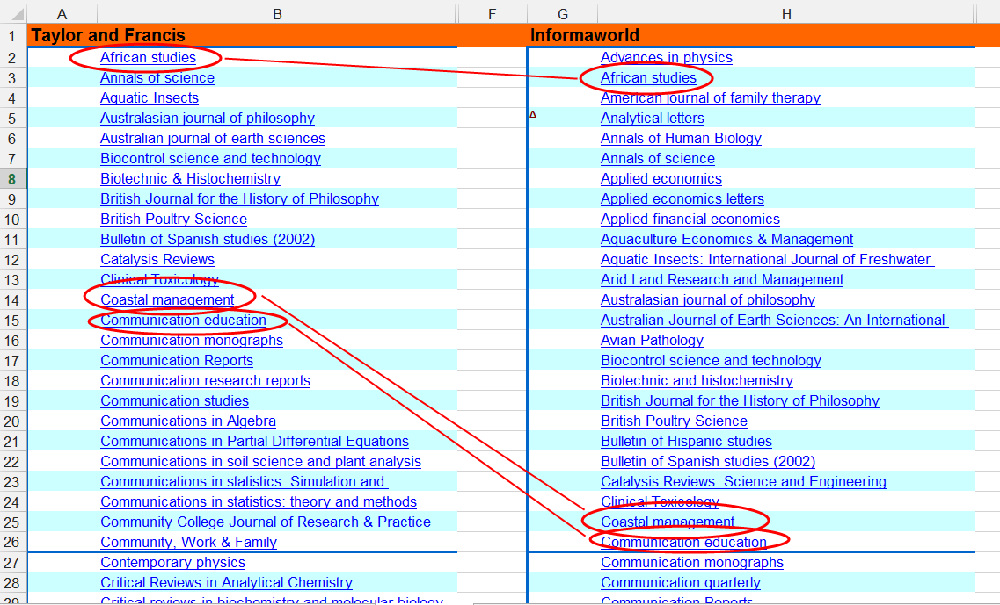 A B F G H
1 Taylor and Francis Informaworld
2 African studies Advances in physics
3 Annals of science African studies
4 Aquatic Insects American journal of family therapy
5 Australasian journal of philosophy Analytical letters
6 Australian journal of earth sciences Annals of Human Biology
7 Biocontrol science and technology Annals of science
8 Biotechnic & Histochemistry Applied economics
9 British Journal for the History of Philosophy Applied economics letters
10 British Poultry Science Applied financial economics
11 Bulletin of Spanish studies (2002) Aquaculture Economics & Management
12 Catalysis Reviews Aquatic Insects: International Journal of Freshwater
13 Clinical Toxicology Arid Land Research and Management
14 Coastal management Australasian journal of philosophy
15 Communication education Australian Journal of Earth Sciences: An International
16 Communication monographs Avian Pathology
17 Communication Reports Biocontrol science and technology
18 Communication research reports Biotechnic and histochemistry
19 Communication studies British Journal for the History of Philosophy
20 Communications in Algebra British Poultry Science
21 Communications in Partial Differential Equations Bulletin of Hispanic studies
22 Communications in soil science and plant analysis Bulletin of Spanish studies (2002)
23 Communications in statistics: Simulation and Catalysis Reviews: Science and Engineering
24 Communications in statistics: theory and methods Clinical Toxicology
25 Community College Journal of Research & Practice Coastal management
26 Community, Work & Family Communication education
27 Contemporary physics Communication monographs
28 Critical Reviews in Analytical Chemistry Communication quarterly
29 Critical reviews in biochemistry and molecular biology Communication Reports